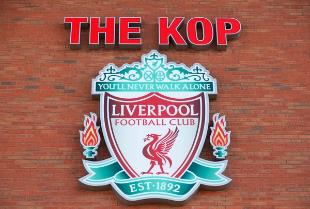 THE KOP
YOU'LL NEVER WALK ALONE
LIVERPOOL
FOOTBALL CLUB
EST·1892